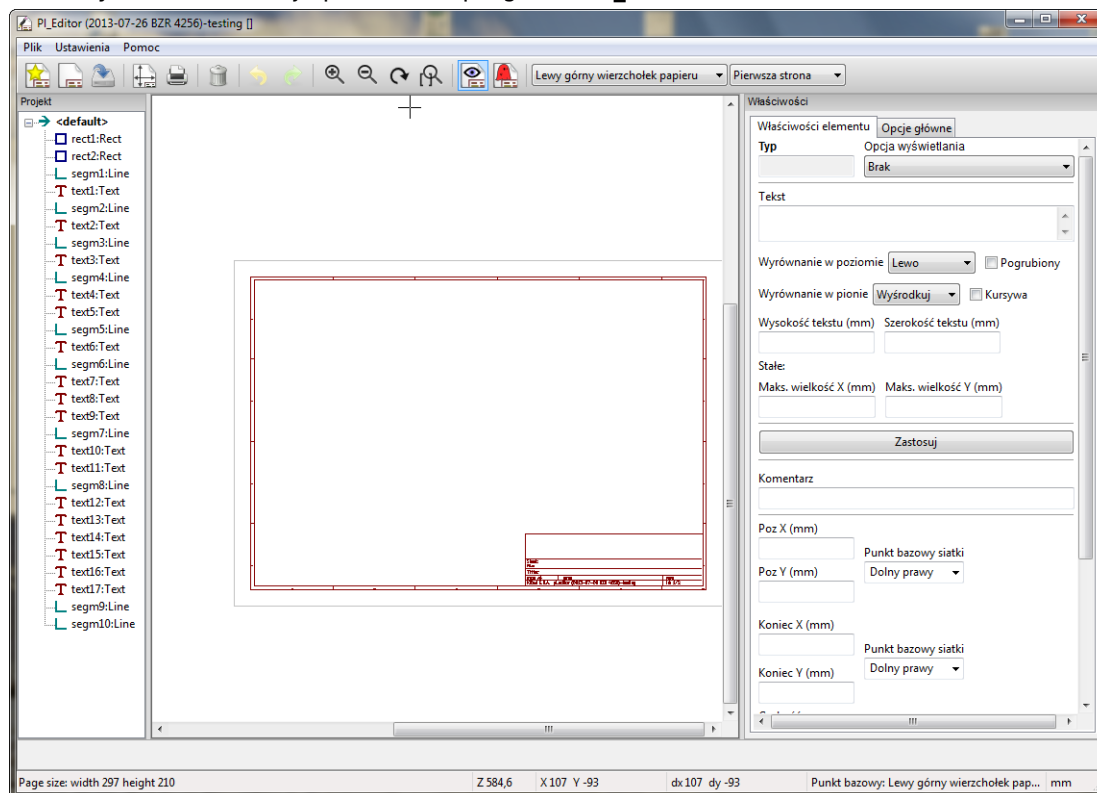 Pl_Editor (2013-07-26 BZR 4256)-testing []
Plik Ustawienia Pomoc
Lewy górny wierzchołek papieru Pierwsza strona
Projekt
<default>
rect1:Rect
rect2:Rect
segm1:Line
text1:Text
segm2:Line
text2:Text
segm3:Line
text3:Text
segm4:Line
text4:Text
text5:Text
segm5:Line
text6:Text
segm6:Line
text7:Text
text8:Text
text9:Text
segm7:Line
text10:Text
text11:Text
segm8:Line
text12:Text
text13:Text
text14:Text
text15:Text
text16:Text
text17:Text
segm9:Line
segm10:Line
Właściwości
Właściwości elementu Opcje główne
Typ Opcja wyświetlania
Brak
Tekst
Wyrównanie w poziomie Lewo Pogrubiony
Wyrównanie w pionie Wyśrodkuj Kursywa
Wysokość tekstu (mm) Szerokość tekstu (mm)
Stałe:
Maks. wielkość X (mm) Maks. wielkość Y (mm)
Zastosuj
Komentarz
Poz X (mm)
Punkt bazowy siatki
Poz Y (mm) Dolny prawy
Koniec X (mm)
Punkt bazowy siatki
Koniec Y (mm) Dolny prawy
Page size: width 297 height 210 Z 584,6 X 107 Y -93 dx 107 dy -93 Punkt bazowy: Lewy górny wierzchołek pap... mm